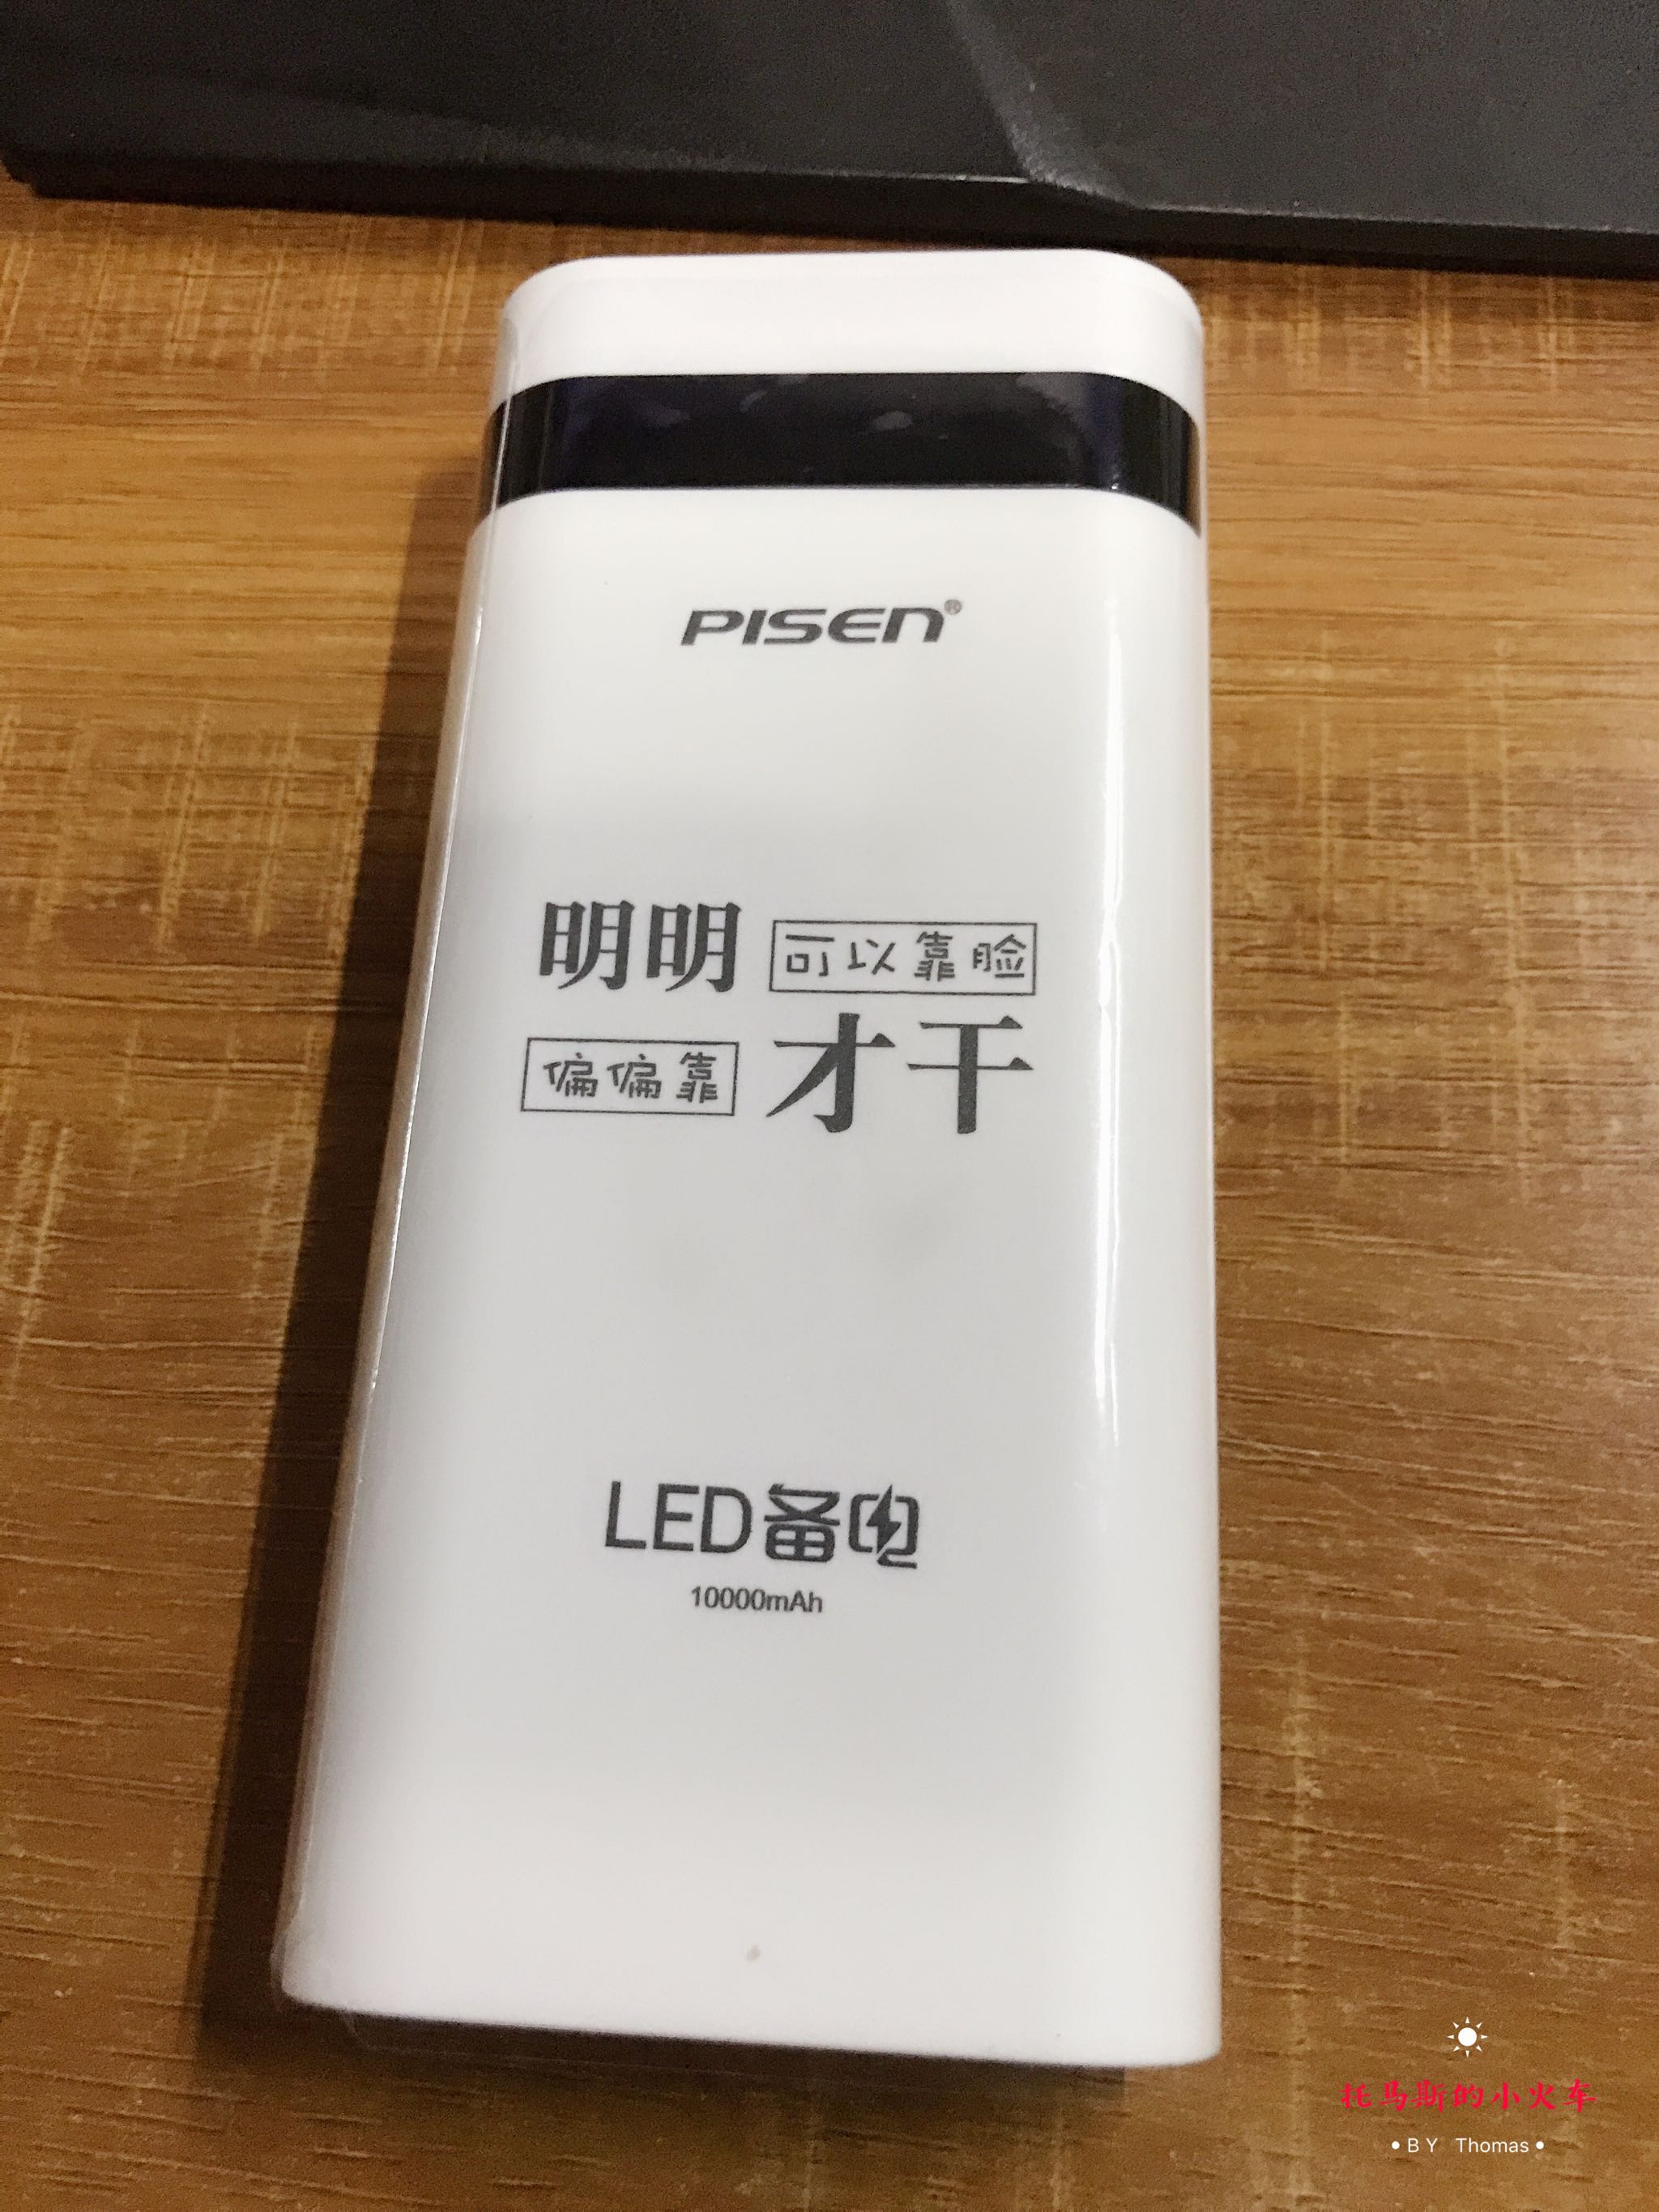 PISEN®
明明 可以靠脸
偏偏靠 才干
LED备电
10000mAh
托马斯的小火车
• BY Thomas •